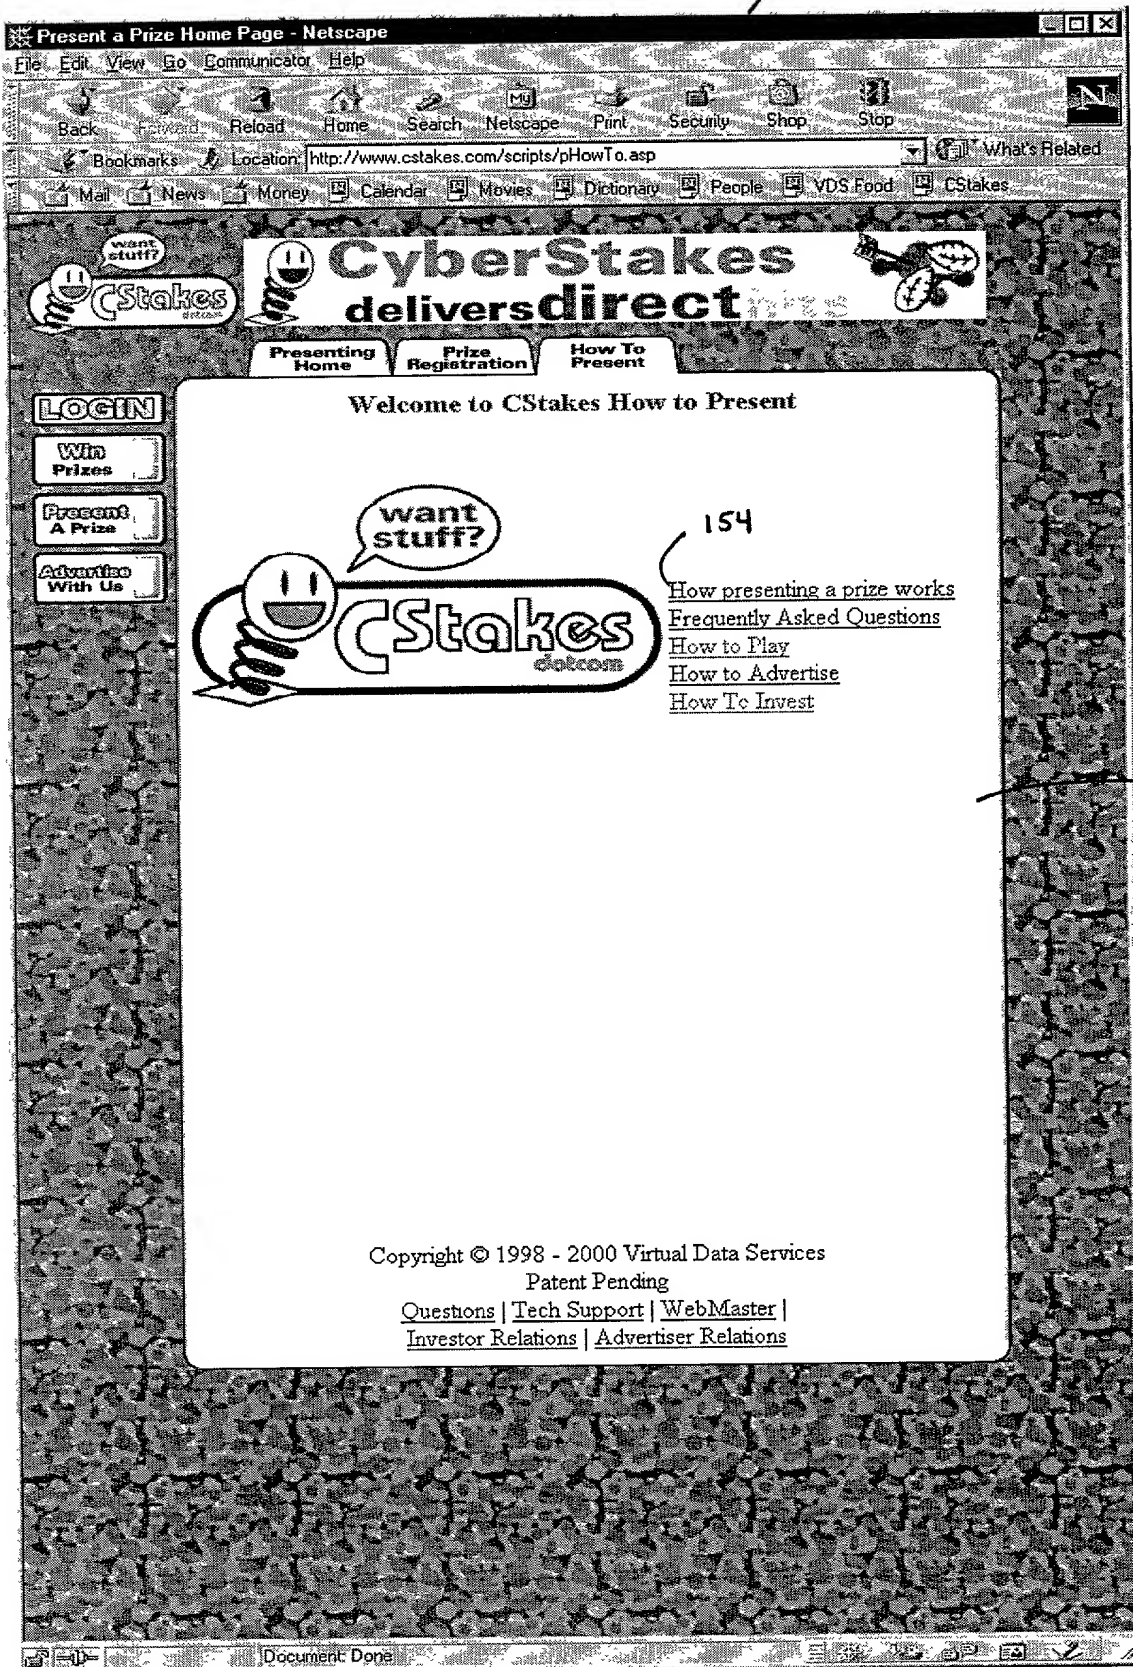 Present a Prize Home Page - Netscape
File Edit View Go Communicator Help
Back Forward Reload Home Search Netscape Print Security Shop Stop
Bookmarks Location: http://www.cstakes.com/scripts/pHowTo.asp What's Related
Mail News Money Calendar Movies Dictionary People VDS Food CStakes
want
stuff?
CStakes
dotcom
CyberStakes
deliversdirecthits
Presenting
Home
Prize
Registration
How To
Present
LOGIN
Win
Prizes
Present
A Prize
Advertise
With Us
Welcome to CStakes How to Present
want
stuff?
CStakes
dotcom
154
How presenting a prize works
Frequently Asked Questions
How to Play
How to Advertise
How To Invest
Copyright © 1998 - 2000 Virtual Data Services
Patent Pending
Questions | Tech Support | WebMaster |
Investor Relations | Advertiser Relations
Document: Done